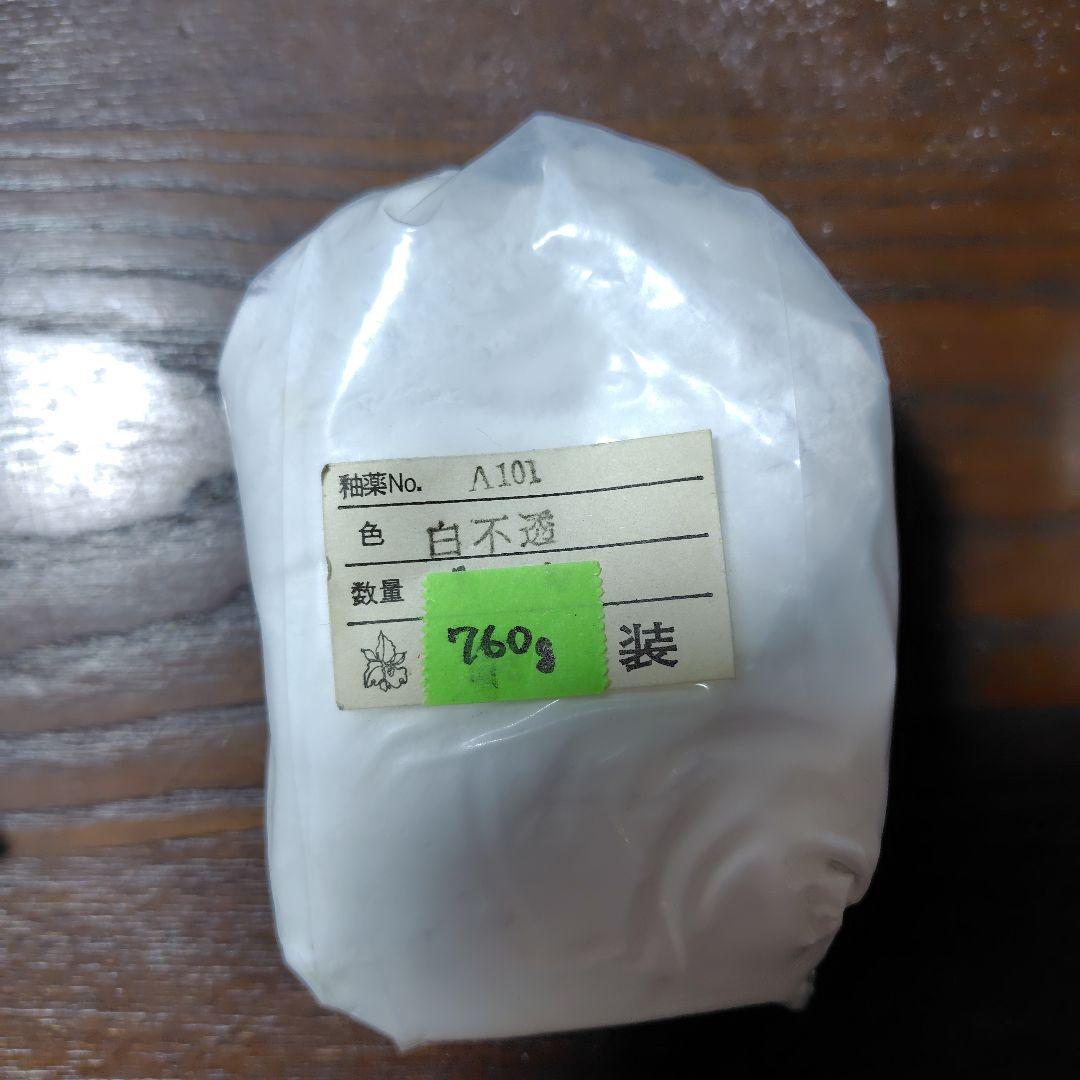 釉薬No. A101
色 白不透
数量
760g
装